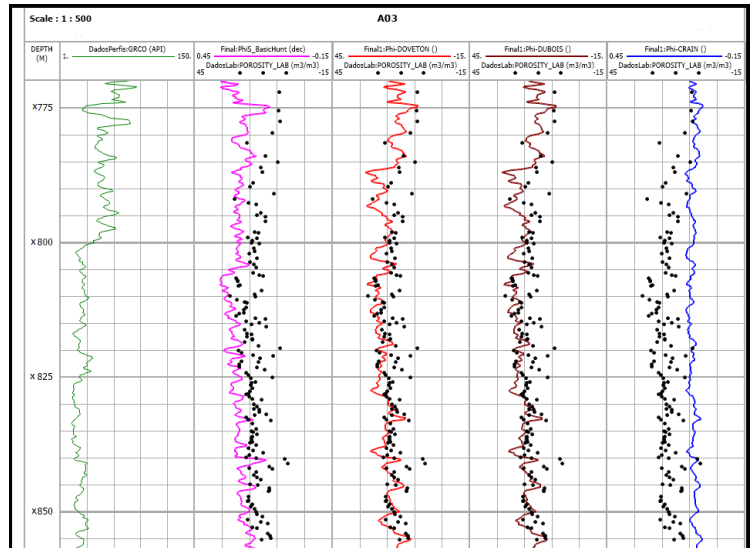 Scale : 1 : 500 A03
DEPTH (M)
DadosPerfis:GRCO (API)
1. 150.
Final:PhiS_BasicHunt (dec)
0.45 -0.15
DadosLab:POROSITY_LAB (m3/m3)
45 -15
Final1:Phi-DOVETON ()
45. -15.
DadosLab:POROSITY_LAB (m3/m3)
45 -15
Final1:Phi-DUBOIS ()
45. -15.
DadosLab:POROSITY_LAB (m3/m3)
45 -15
Final1:Phi-CRAIN ()
0.45 -0.15
DadosLab:POROSITY_LAB (m3/m3)
45 -15
X775
X800
X825
X850